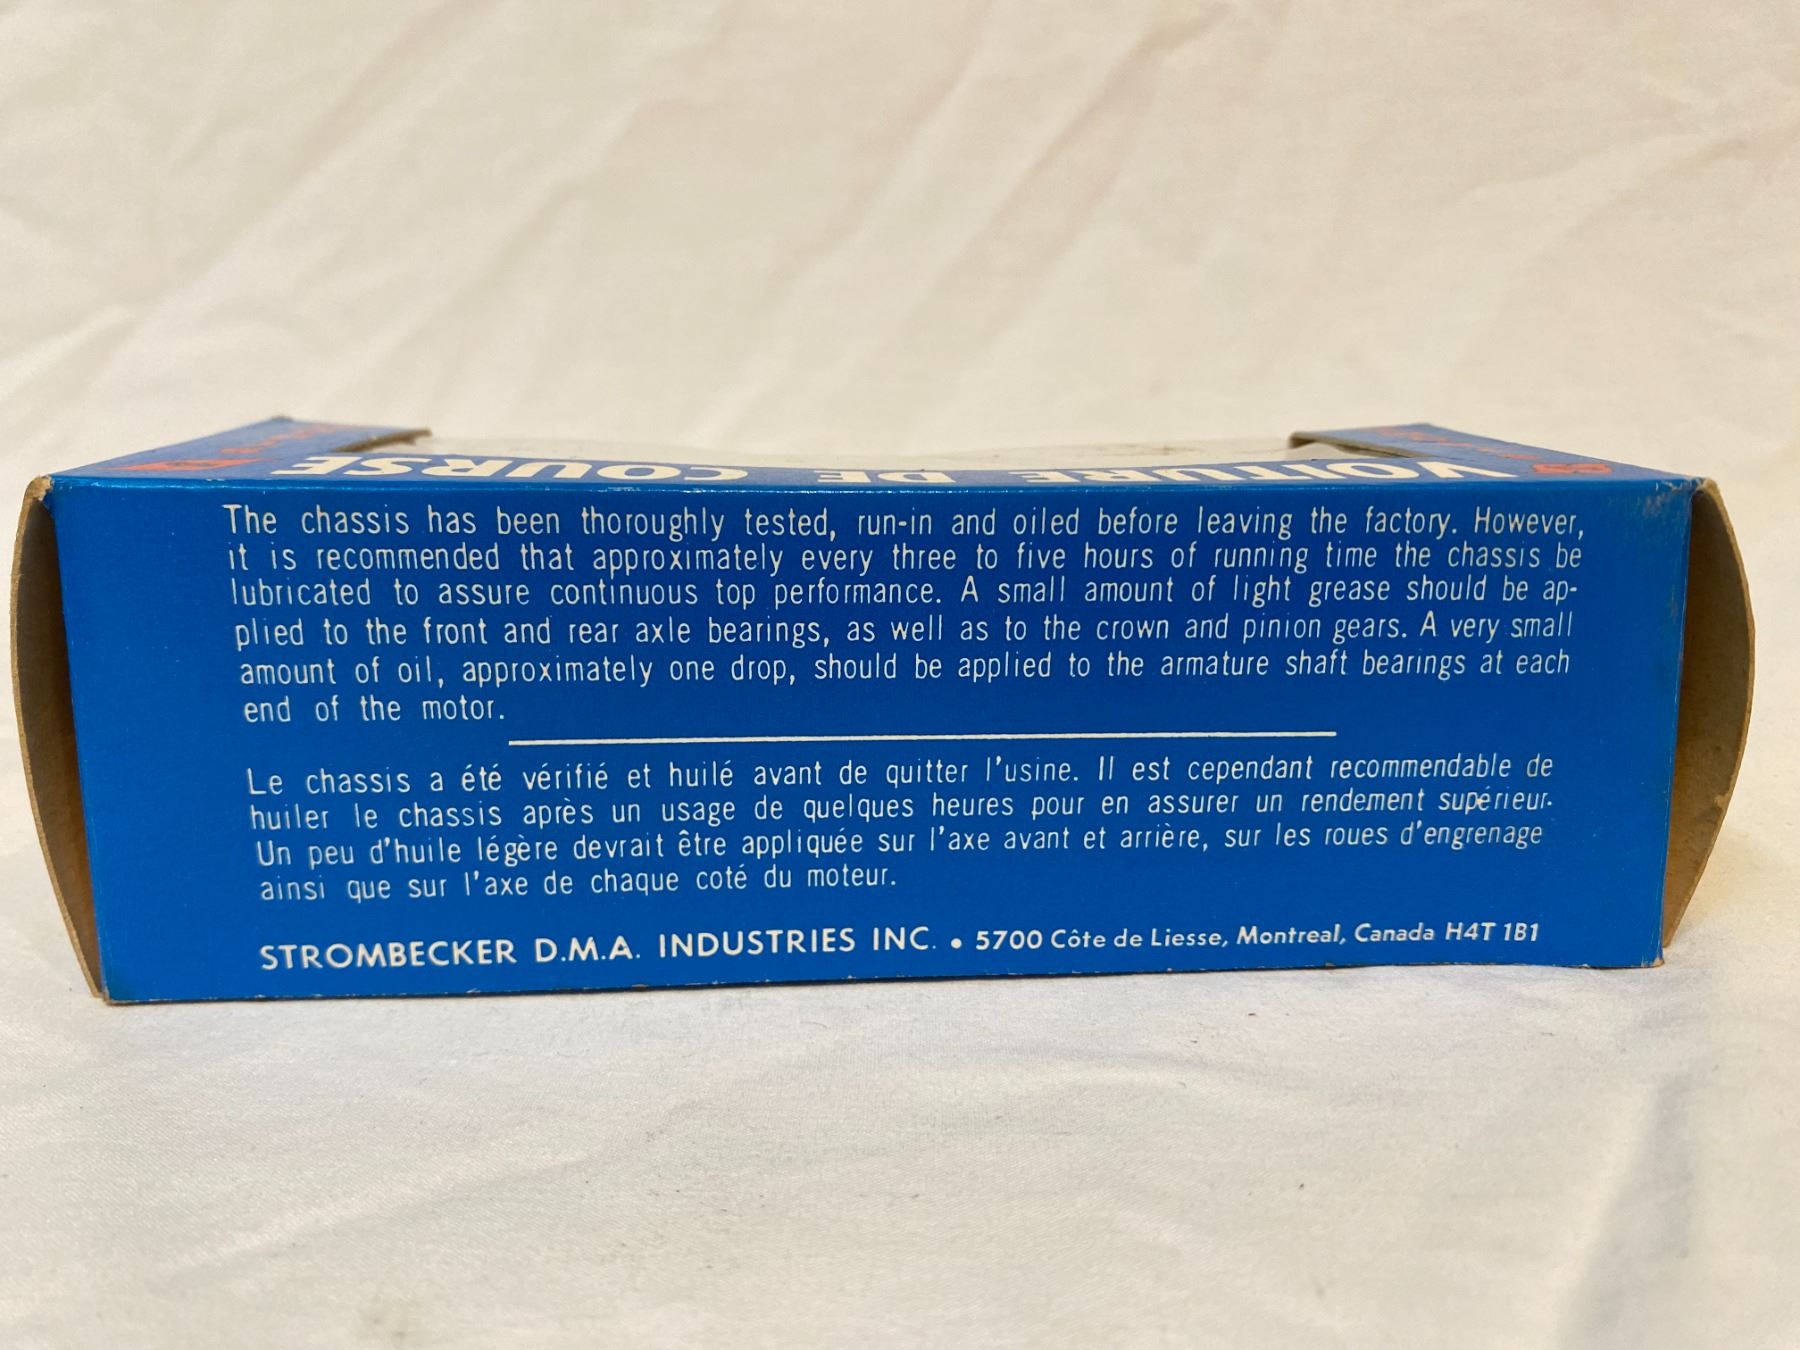 VOITURE DE COURSE
The chassis has been thoroughly tested, run-in and oiled before leaving the factory. However,
it is recommended that approximately every three to five hours of running time the chassis be
lubricated to assure continuous top performance. A small amount of light grease should be ap-
plied to the front and rear axle bearings, as well as to the crown and pinion gears. A very small
amount of oil, approximately one drop, should be applied to the armature shaft bearings at each
end of the motor.
Le chassis a été vérifié et huilé avant de quitter l'usine. Il est cependant recommendable de
huiler le chassis après un usage de quelques heures pour en assurer un rendement supérieur.
Un peu d'huile légère devrait être appliquée sur l'axe avant et arrière, sur les roues d'engrenage
ainsi que sur l'axe de chaque coté du moteur.
STROMBECKER D.M.A. INDUSTRIES INC. • 5700 Côte de Liesse, Montreal, Canada H4T 1B1